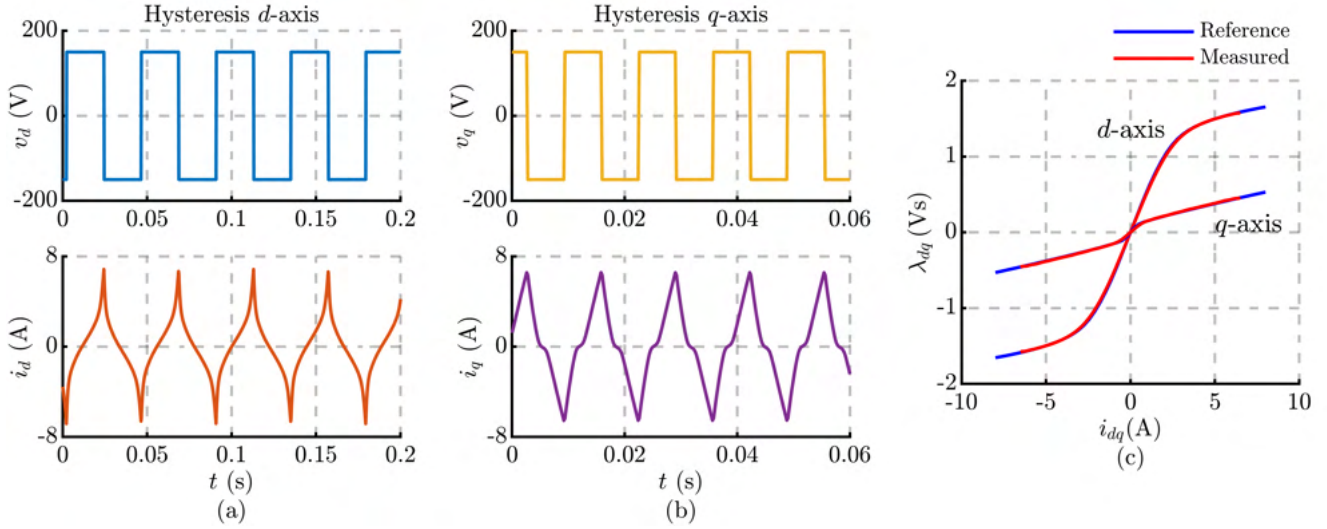 Hysteresis d-axis
200
0
-200
v_d (V)
0 0.05 0.1 0.15 0.2
8
0
-8
i_d (A)
0 0.05 0.1 0.15 0.2
t (s)
(a)
Hysteresis q-axis
200
0
-200
v_q (V)
0 0.02 0.04 0.06
8
0
-8
i_q (A)
0 0.02 0.04 0.06
t (s)
(b)
Reference
Measured
d-axis
q-axis
2
1
0
-1
-2
λ_dq (Vs)
-10 -5 0 5 10
i_dq(A)
(c)